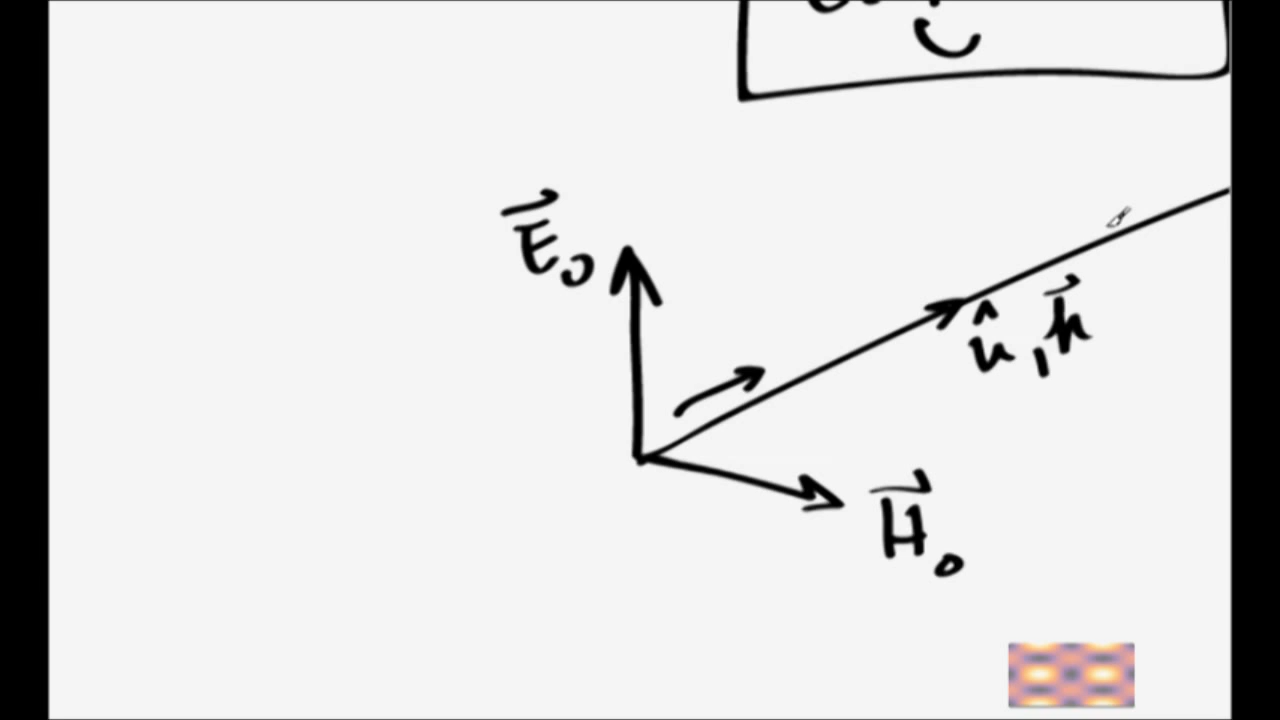 E⃗₀
û, k⃗
H⃗₀